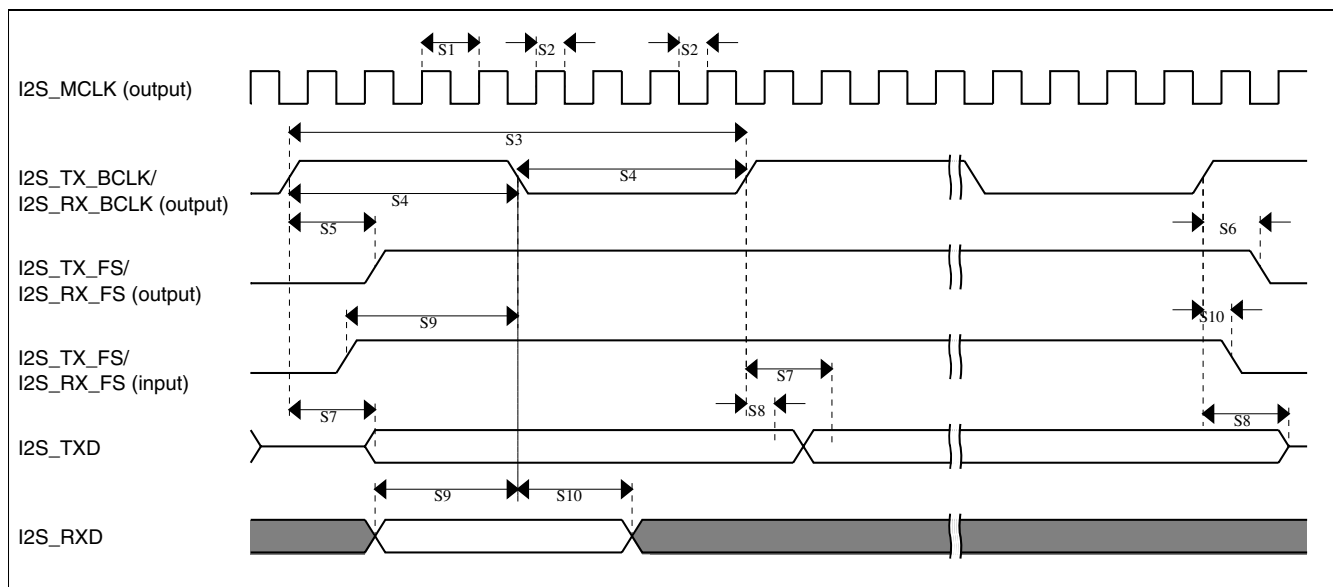 S1
S2
S2
I2S_MCLK (output)
S3
I2S_TX_BCLK/
I2S_RX_BCLK (output)
S4
S4
S5
S6
I2S_TX_FS/
I2S_RX_FS (output)
S9
S10
I2S_TX_FS/
I2S_RX_FS (input)
S7
S7
S8
S8
I2S_TXD
S9
S10
I2S_RXD